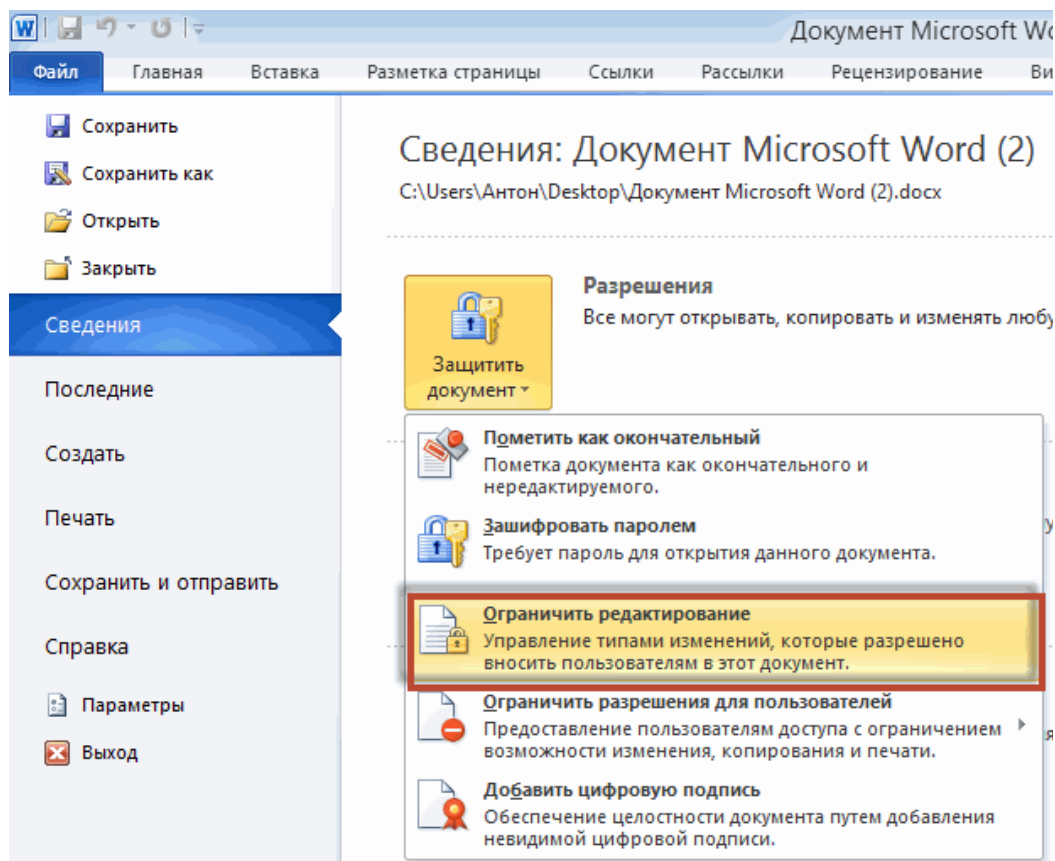 Документ Microsoft Wo
Файл Главная Вставка Разметка страницы Ссылки Рассылки Рецензирование Ви
Сохранить
Сохранить как
Открыть
Закрыть
Сведения
Последние
Создать
Печать
Сохранить и отправить
Справка
Параметры
Выход
Сведения: Документ Microsoft Word (2)
C:\Users\Антон\Desktop\Документ Microsoft Word (2).docx
Защитить
документ
Разрешения
Все могут открывать, копировать и изменять любу
Пометить как окончательный
Пометка документа как окончательного и
нередактируемого.
Зашифровать паролем
Требует пароль для открытия данного документа.
Ограничить редактирование
Управление типами изменений, которые разрешено
вносить пользователям в этот документ.
Ограничить разрешения для пользователей
Предоставление пользователям доступа с ограничением
возможности изменения, копирования и печати.
Добавить цифровую подпись
Обеспечение целостности документа путем добавления
невидимой цифровой подписи.